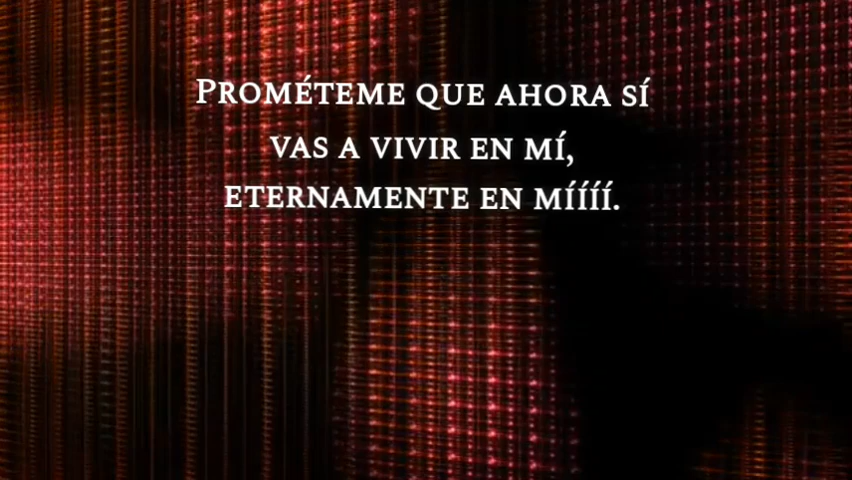 Prométeme que ahora sí
vas a vivir en mí,
eternamente en míííí.